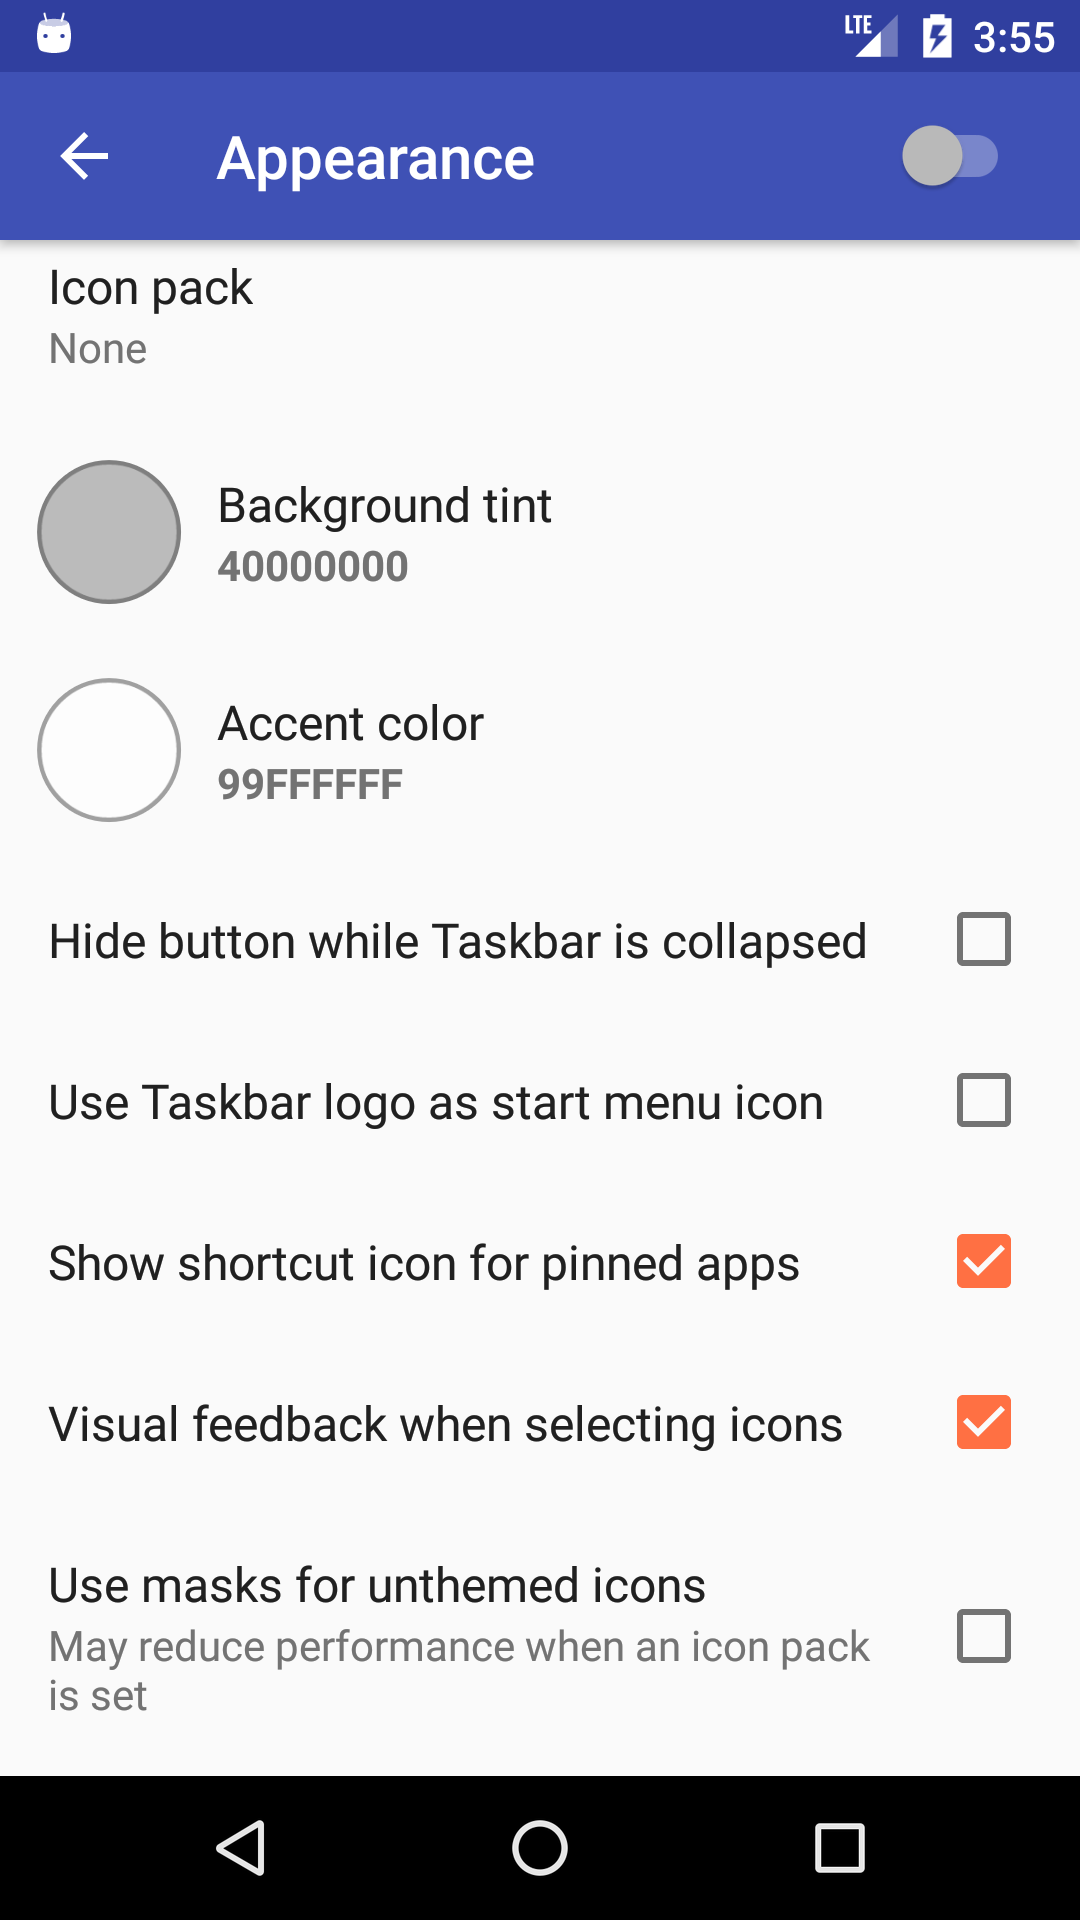 LTE 3:55
Appearance
Icon pack
None
Background tint
40000000
Accent color
99FFFFFF
Hide button while Taskbar is collapsed
Use Taskbar logo as start menu icon
Show shortcut icon for pinned apps
Visual feedback when selecting icons
Use masks for unthemed icons
May reduce performance when an icon pack
is set